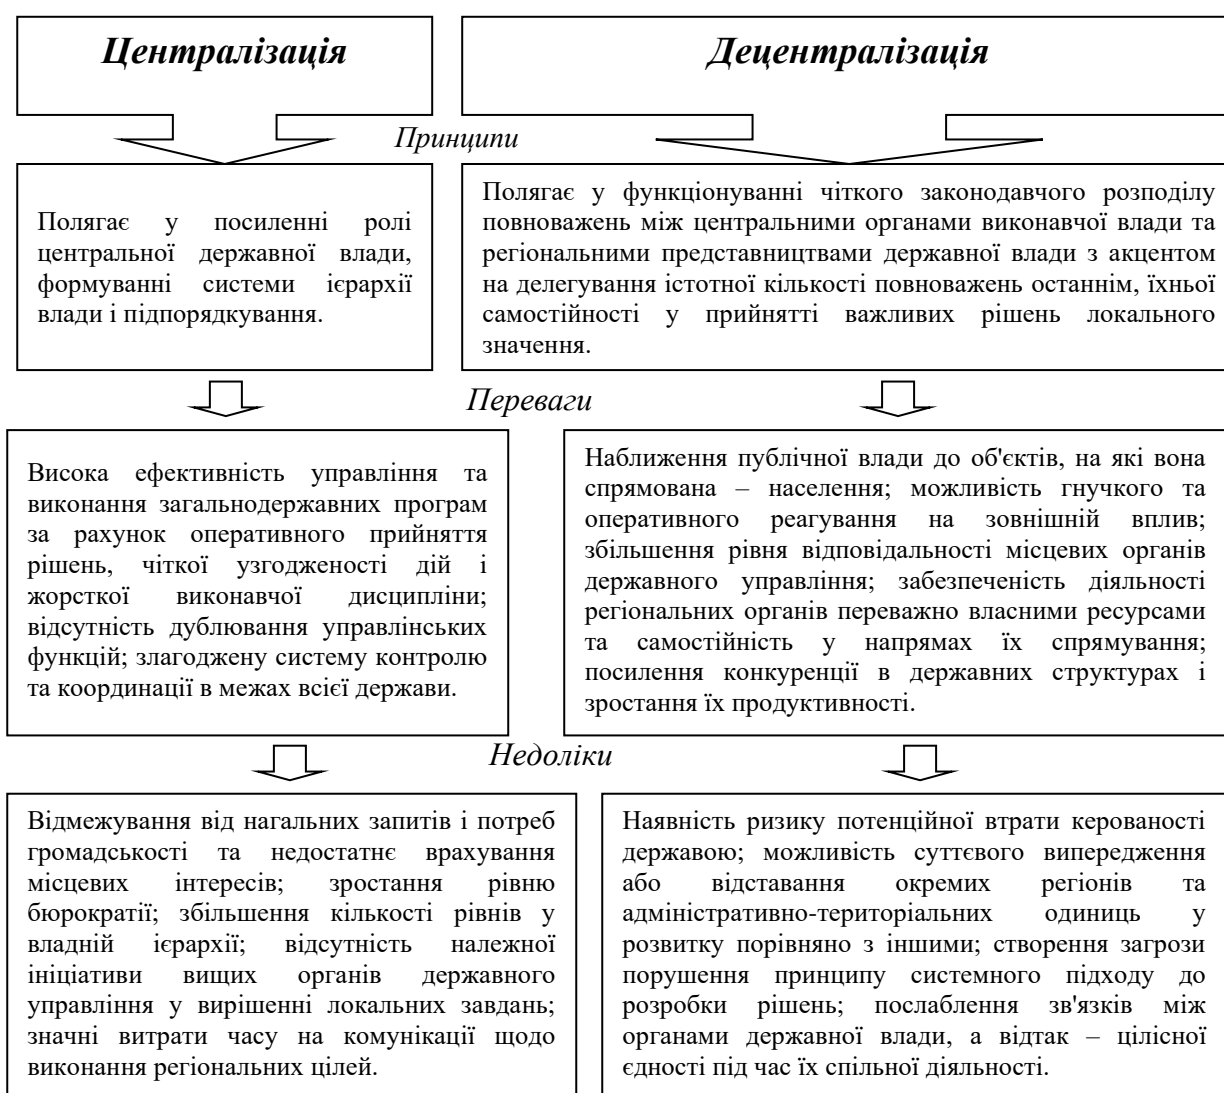 Централізація
Децентралізація
Принципи
Полягає у посиленні ролі
центральної державної влади,
формуванні системи ієрархії
влади і підпорядкування.
Полягає у функціонуванні чіткого законодавчого розподілу
повноважень між центральними органами виконавчої влади та
регіональними представництвами державної влади з акцентом
на делегування істотної кількості повноважень останнім, їхньої
самостійності у прийнятті важливих рішень локального
значення.
Переваги
Висока ефективність управління та
виконання загальнодержавних програм
за рахунок оперативного прийняття
рішень, чіткої узгодженості дій і
жорсткої виконавчої дисципліни;
відсутність дублювання управлінських
функцій; злагоджену систему контролю
та координації в межах всієї держави.
Наближення публічної влади до об'єктів, на які вона
спрямована – населення; можливість гнучкого та
оперативного реагування на зовнішній вплив;
збільшення рівня відповідальності місцевих органів
державного управління; забезпеченість діяльності
регіональних органів переважно власними ресурсами
та самостійність у напрямах їх спрямування;
посилення конкуренції в державних структурах і
зростання їх продуктивності.
Недоліки
Відмежування від нагальних запитів і потреб
громадськості та недостатнє врахування
місцевих інтересів; зростання рівню
бюрократії; збільшення кількості рівнів у
владній ієрархії; відсутність належної
ініціативи вищих органів державного
управління у вирішенні локальних завдань;
значні витрати часу на комунікації щодо
виконання регіональних цілей.
Наявність ризику потенційної втрати керованості
державою; можливість суттєвого випередження
або відставання окремих регіонів та
адміністративно-територіальних одиниць у
розвитку порівняно з іншими; створення загрози
порушення принципу системного підходу до
розробки рішень; послаблення зв'язків між
органами державної влади, а відтак – цілісної
єдності під час їх спільної діяльності.